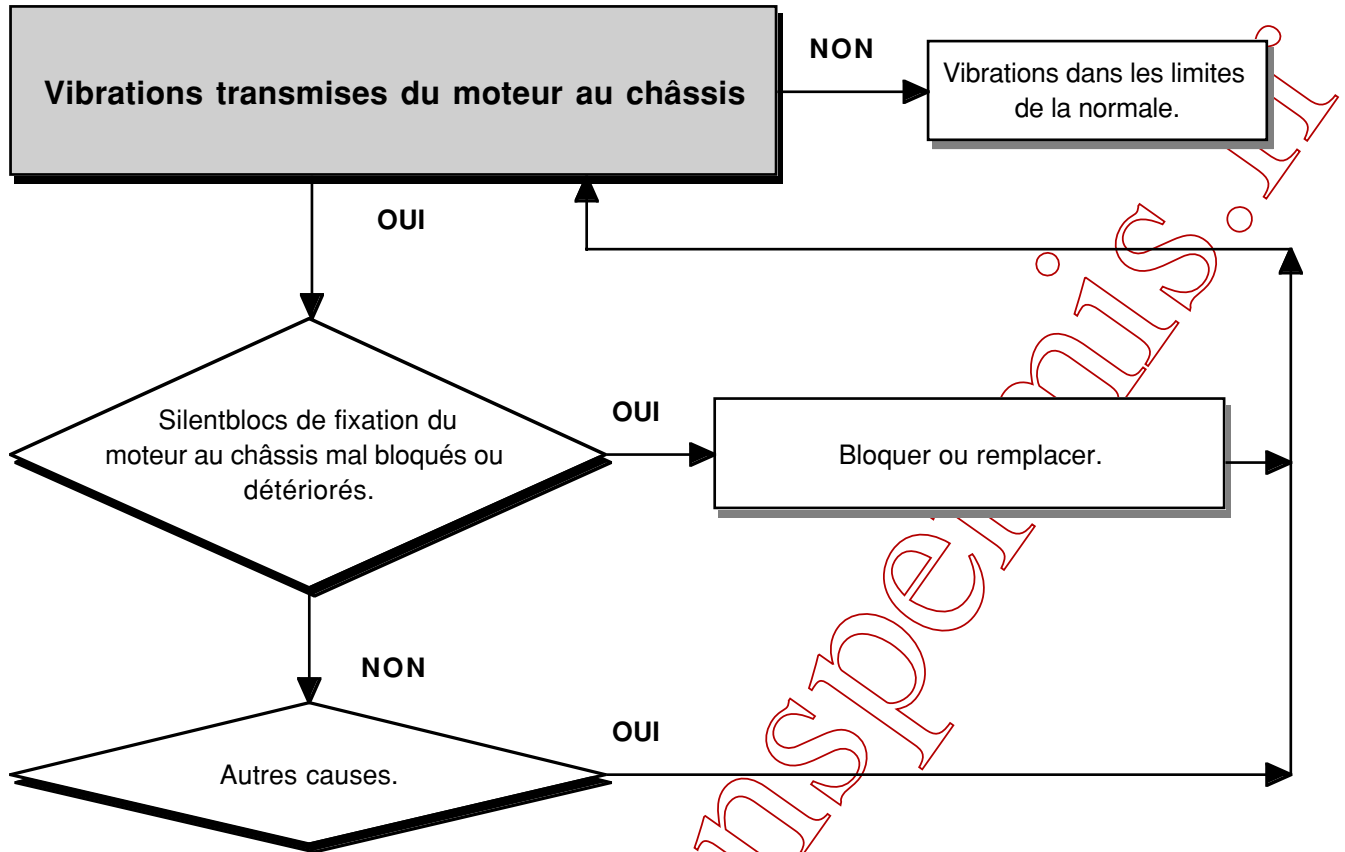 Vibrations transmises du moteur au châssis
NON
Vibrations dans les limites
de la normale.
OUI
Silentblocs de fixation du
moteur au châssis mal bloqués ou
détériorés.
OUI
Bloquer ou remplacer.
NON
Autres causes.
OUI